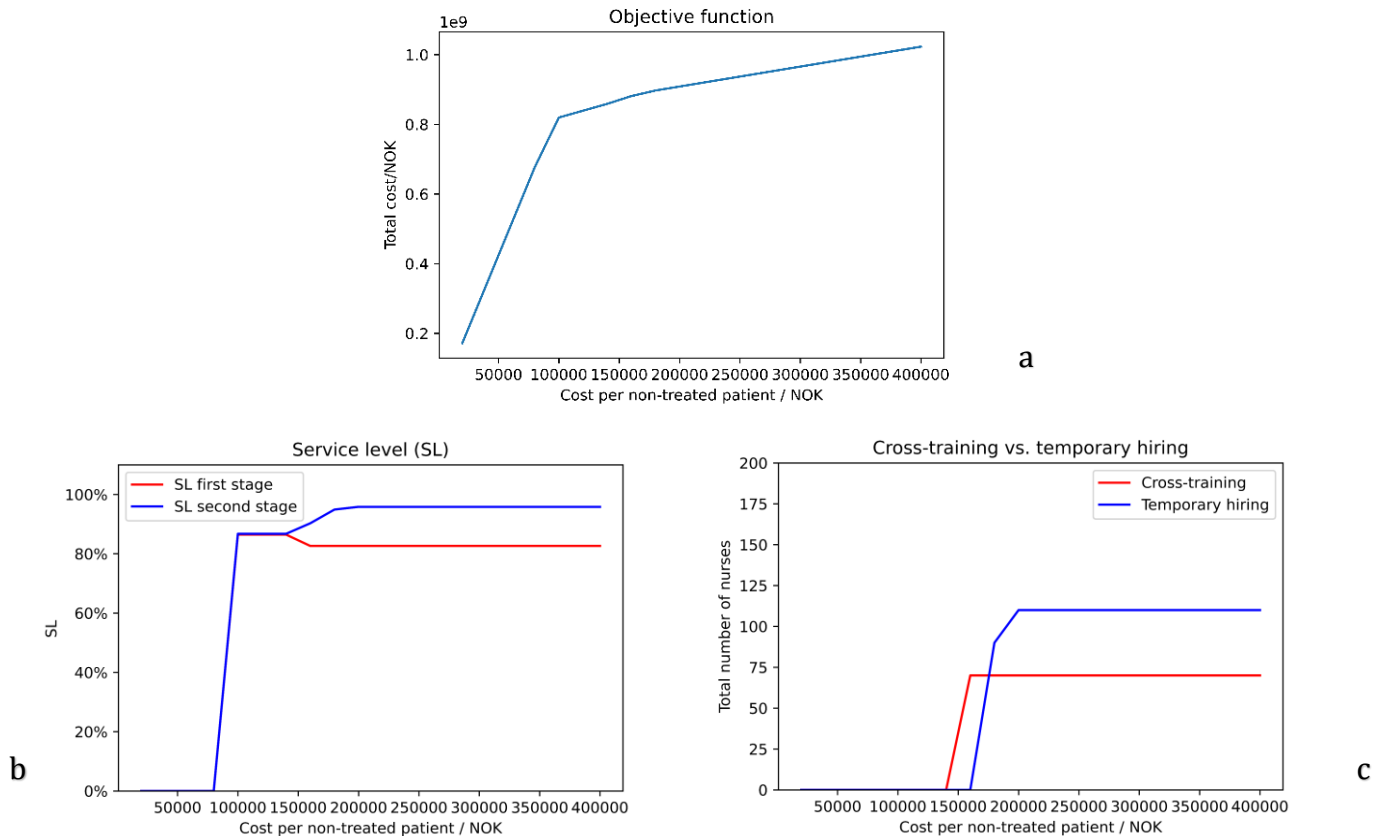 Objective function
1e9
1.0
0.8
0.6
0.4
0.2
Total cost/NOK
50000 100000 150000 200000 250000 300000 350000 400000
Cost per non-treated patient / NOK
a
Service level (SL)
SL first stage
SL second stage
100%
80%
60%
40%
20%
0%
SL
50000 100000 150000 200000 250000 300000 350000 400000
Cost per non-treated patient / NOK
b
Cross-training vs. temporary hiring
Cross-training
Temporary hiring
200
175
150
125
100
75
50
25
0
Total number of nurses
50000 100000 150000 200000 250000 300000 350000 400000
Cost per non-treated patient / NOK
c